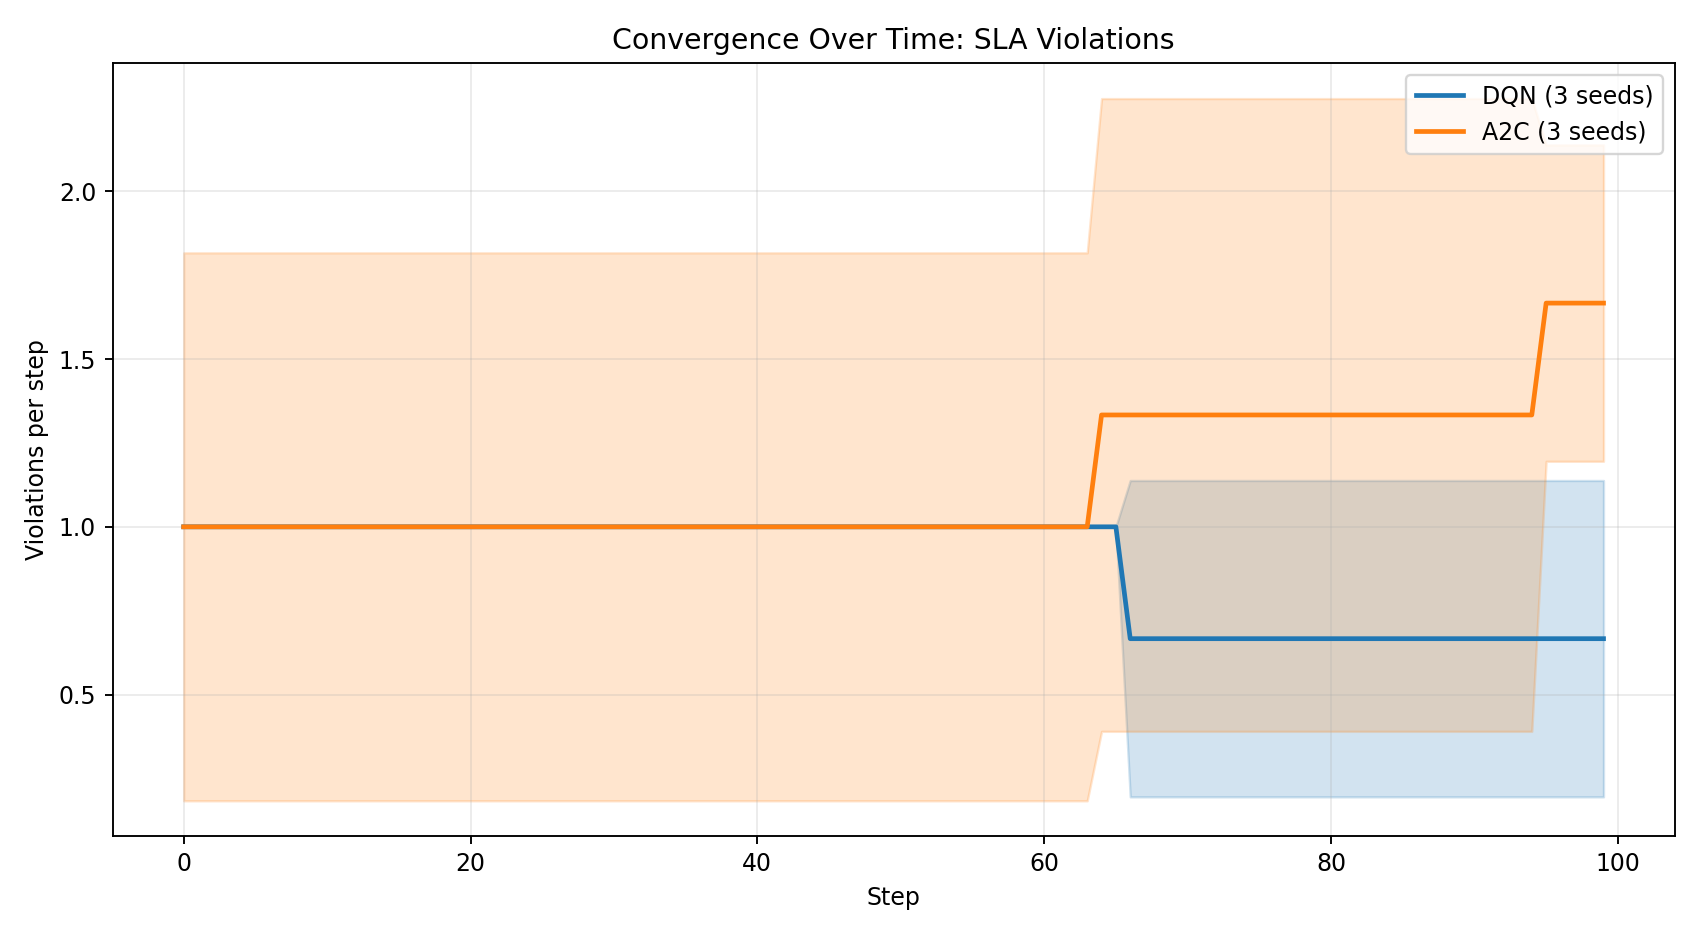 Convergence Over Time: SLA Violations
DQN (3 seeds)
A2C (3 seeds)
Violations per step
2.0
1.5
1.0
0.5
0 20 40 60 80 100
Step